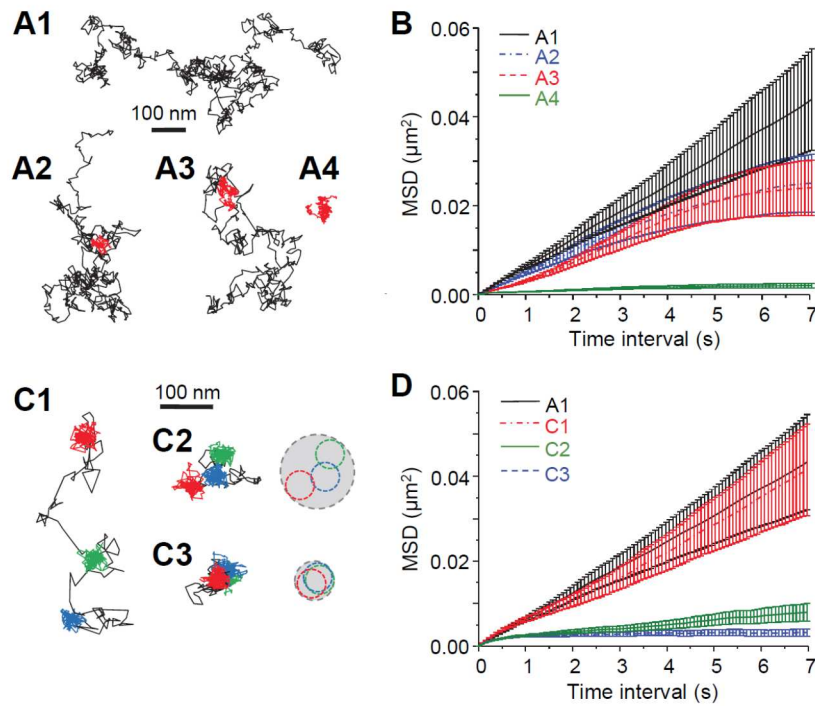 A1
100 nm
A2
A3
A4
B
MSD (µm²)
0.06
0.04
0.02
0.00
A1
A2
A3
A4
0 1 2 3 4 5 6 7
Time interval (s)
C1
100 nm
C2
C3
D
MSD (µm²)
0.06
0.04
0.02
0.00
A1
C1
C2
C3
0 1 2 3 4 5 6 7
Time interval (s)